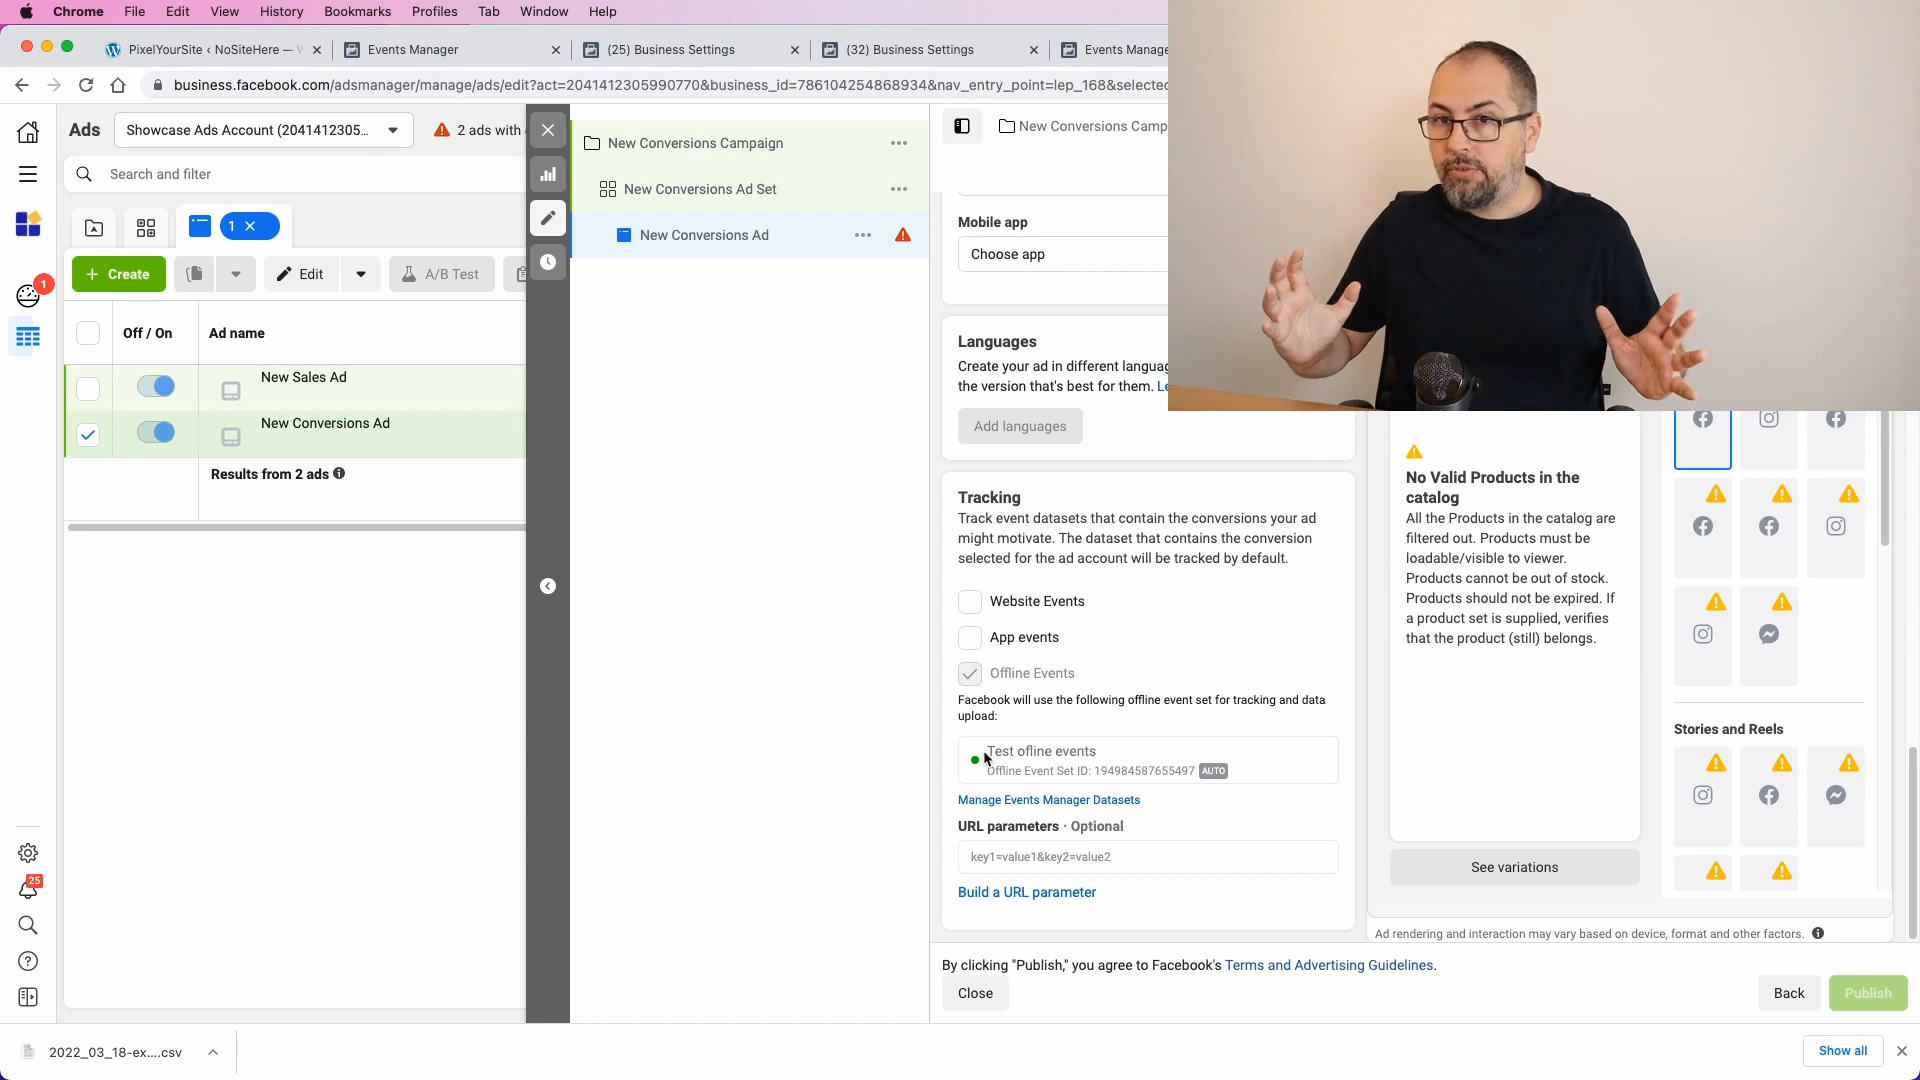 Chrome File Edit View History Bookmarks Profiles Tab Window Help
PixelYourSite ‹ NoSiteHere —
Events Manager
(25) Business Settings
(32) Business Settings
Events Manage
business.facebook.com/adsmanager/manage/ads/edit?act=2041412305990770&business_id=786104254868934&nav_entry_point=lep_168&selected
Ads
Showcase Ads Account (2041412305...
2 ads with
Search and filter
1
Create
Edit
A/B Test
Off / On
Ad name
New Sales Ad
New Conversions Ad
Results from 2 ads
1
25
New Conversions Campaign
New Conversions Ad Set
New Conversions Ad
New Conversions Camp
Mobile app
Choose app
Languages
Create your ad in different languag
the version that's best for them. Le
Add languages
Tracking
Track event datasets that contain the conversions your ad
might motivate. The dataset that contains the conversion
selected for the ad account will be tracked by default.
Website Events
App events
Offline Events
Facebook will use the following offline event set for tracking and data
upload:
Test ofline events
Offline Event Set ID: 194984587655497 AUTO
Manage Events Manager Datasets
URL parameters · Optional
key1=value1&key2=value2
Build a URL parameter
No Valid Products in the
catalog
All the Products in the catalog are
filtered out. Products must be
loadable/visible to viewer.
Products cannot be out of stock.
Products should not be expired. If
a product set is supplied, verifies
that the product (still) belongs.
See variations
Stories and Reels
Ad rendering and interaction may vary based on device, format and other factors.
By clicking "Publish," you agree to Facebook's Terms and Advertising Guidelines.
Close
Back
Publish
2022_03_18-ex....csv
Show all